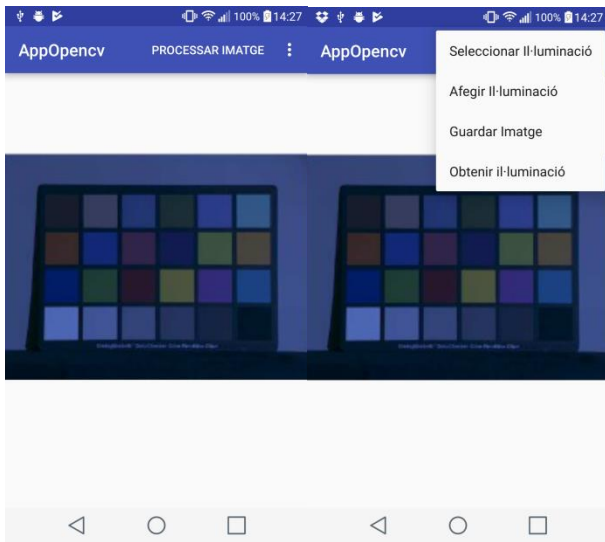 100% 14:27
AppOpencv PROCESSAR IMATGE
100% 14:27
AppOpencv
Seleccionar Il·luminació
Afegir Il·luminació
Guardar Imatge
Obtenir il·luminació